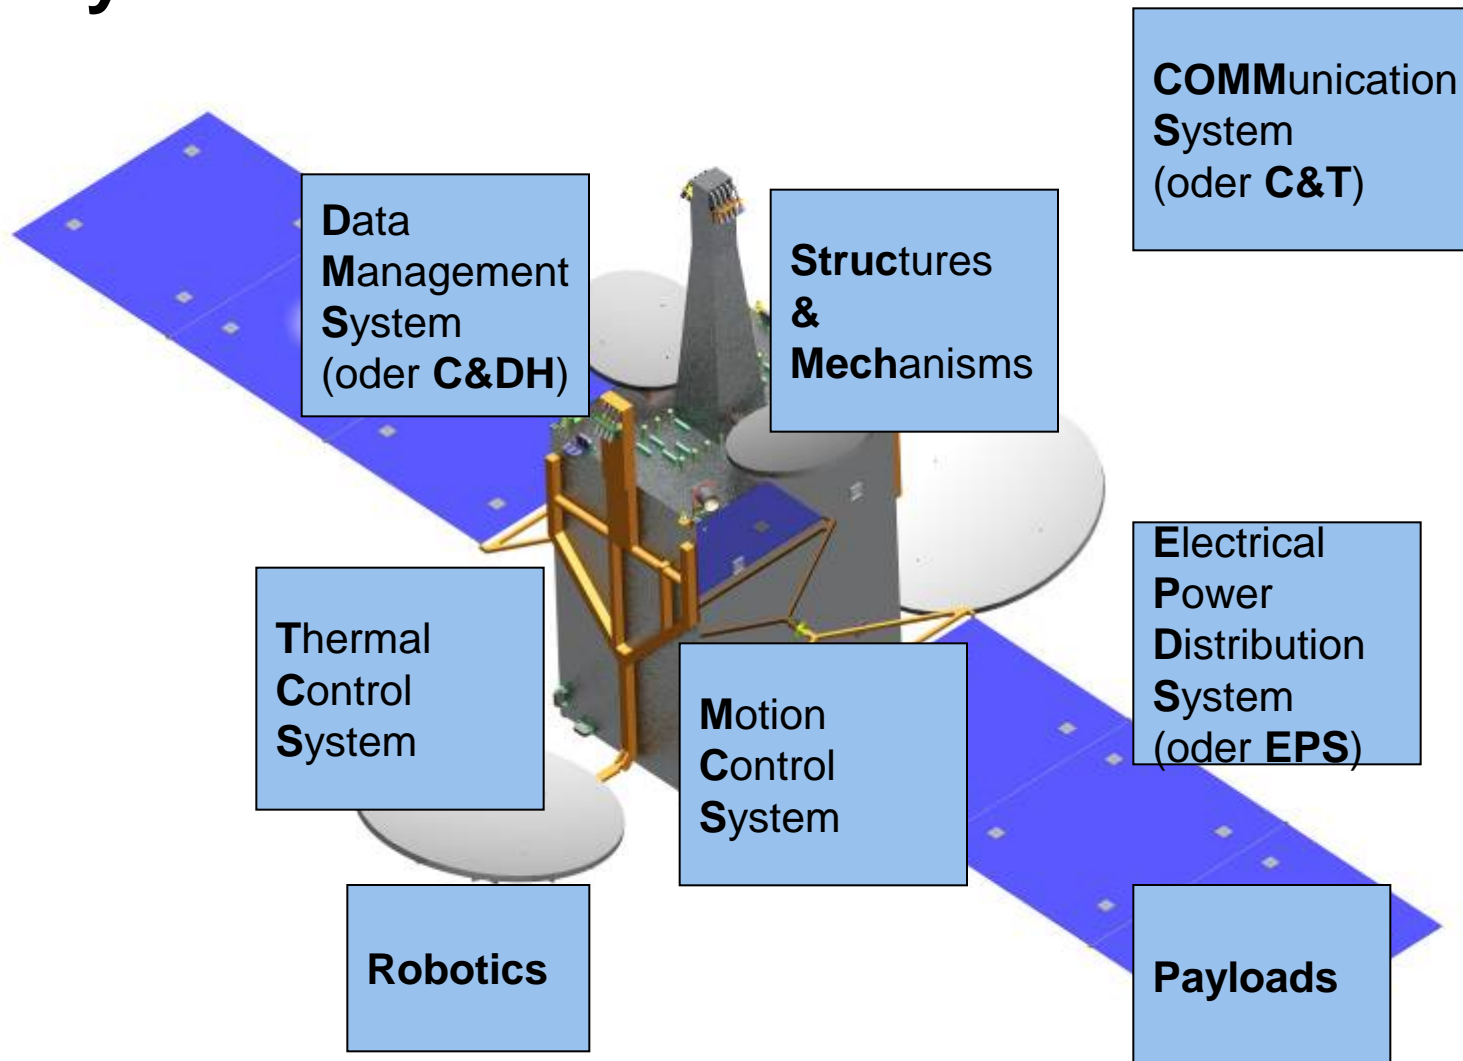 COMMunication
System
(oder C&T)
Data
Management
System
(oder C&DH)
Structures
&
Mechanisms
Electrical
Power
Distribution
System
(oder EPS)
Thermal
Control
System
Motion
Control
System
Robotics
Payloads